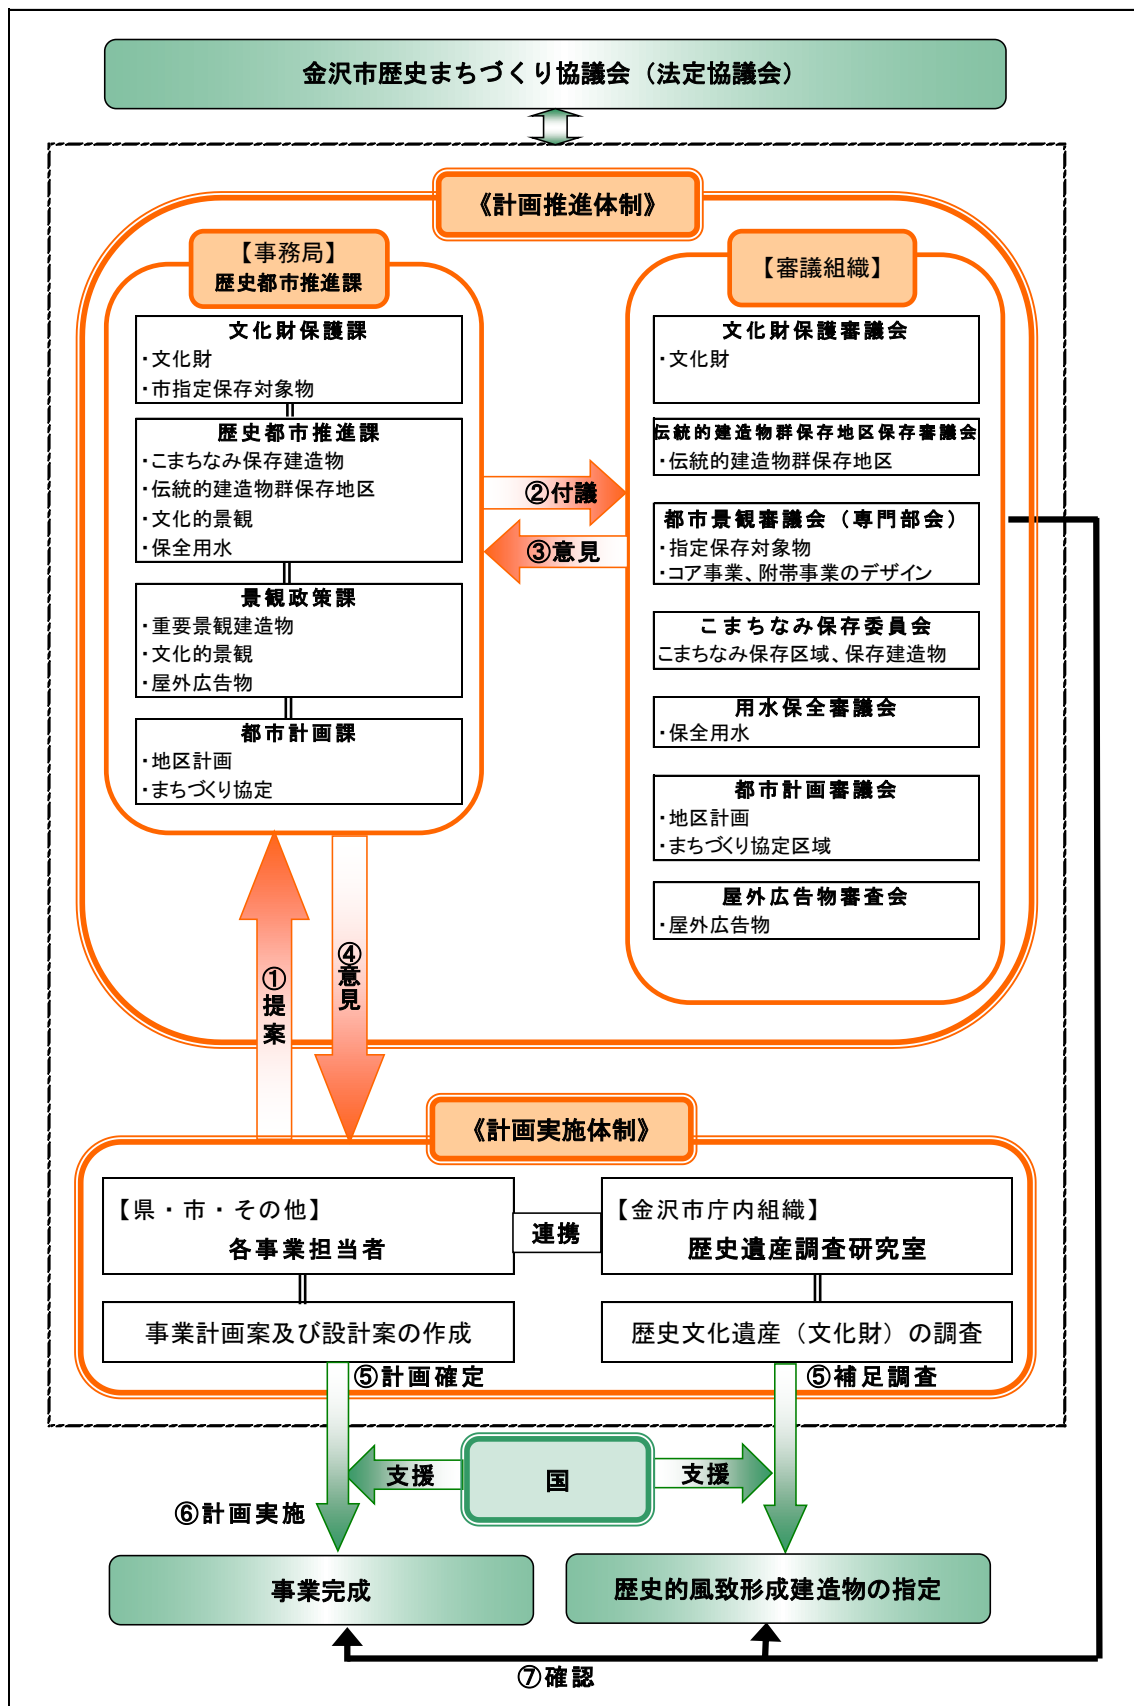 金沢市歴史まちづくり協議会（法定協議会）
《計画推進体制》
【事務局】
歴史都市推進課
文化財保護課
・文化財
・市指定保存対象物
歴史都市推進課
・こまちなみ保存建造物
・伝統的建造物群保存地区
・文化的景観
・保全用水
景観政策課
・重要景観建造物
・文化的景観
・屋外広告物
都市計画課
・地区計画
・まちづくり協定
②付議
③意見
【審議組織】
文化財保護審議会
・文化財
伝統的建造物群保存地区保存審議会
・伝統的建造物群保存地区
都市景観審議会（専門部会）
・指定保存対象物
・コア事業、附帯事業のデザイン
こまちなみ保存委員会
こまちなみ保存区域、保存建造物
用水保全審議会
・保全用水
都市計画審議会
・地区計画
・まちづくり協定区域
屋外広告物審査会
・屋外広告物
①提案
④意見
《計画実施体制》
【県・市・その他】
各事業担当者
連携
【金沢市庁内組織】
歴史遺産調査研究室
事業計画案及び設計案の作成
歴史文化遺産（文化財）の調査
⑤計画確定
⑤補足調査
支援
国
支援
⑥計画実施
事業完成
歴史的風致形成建造物の指定
⑦確認